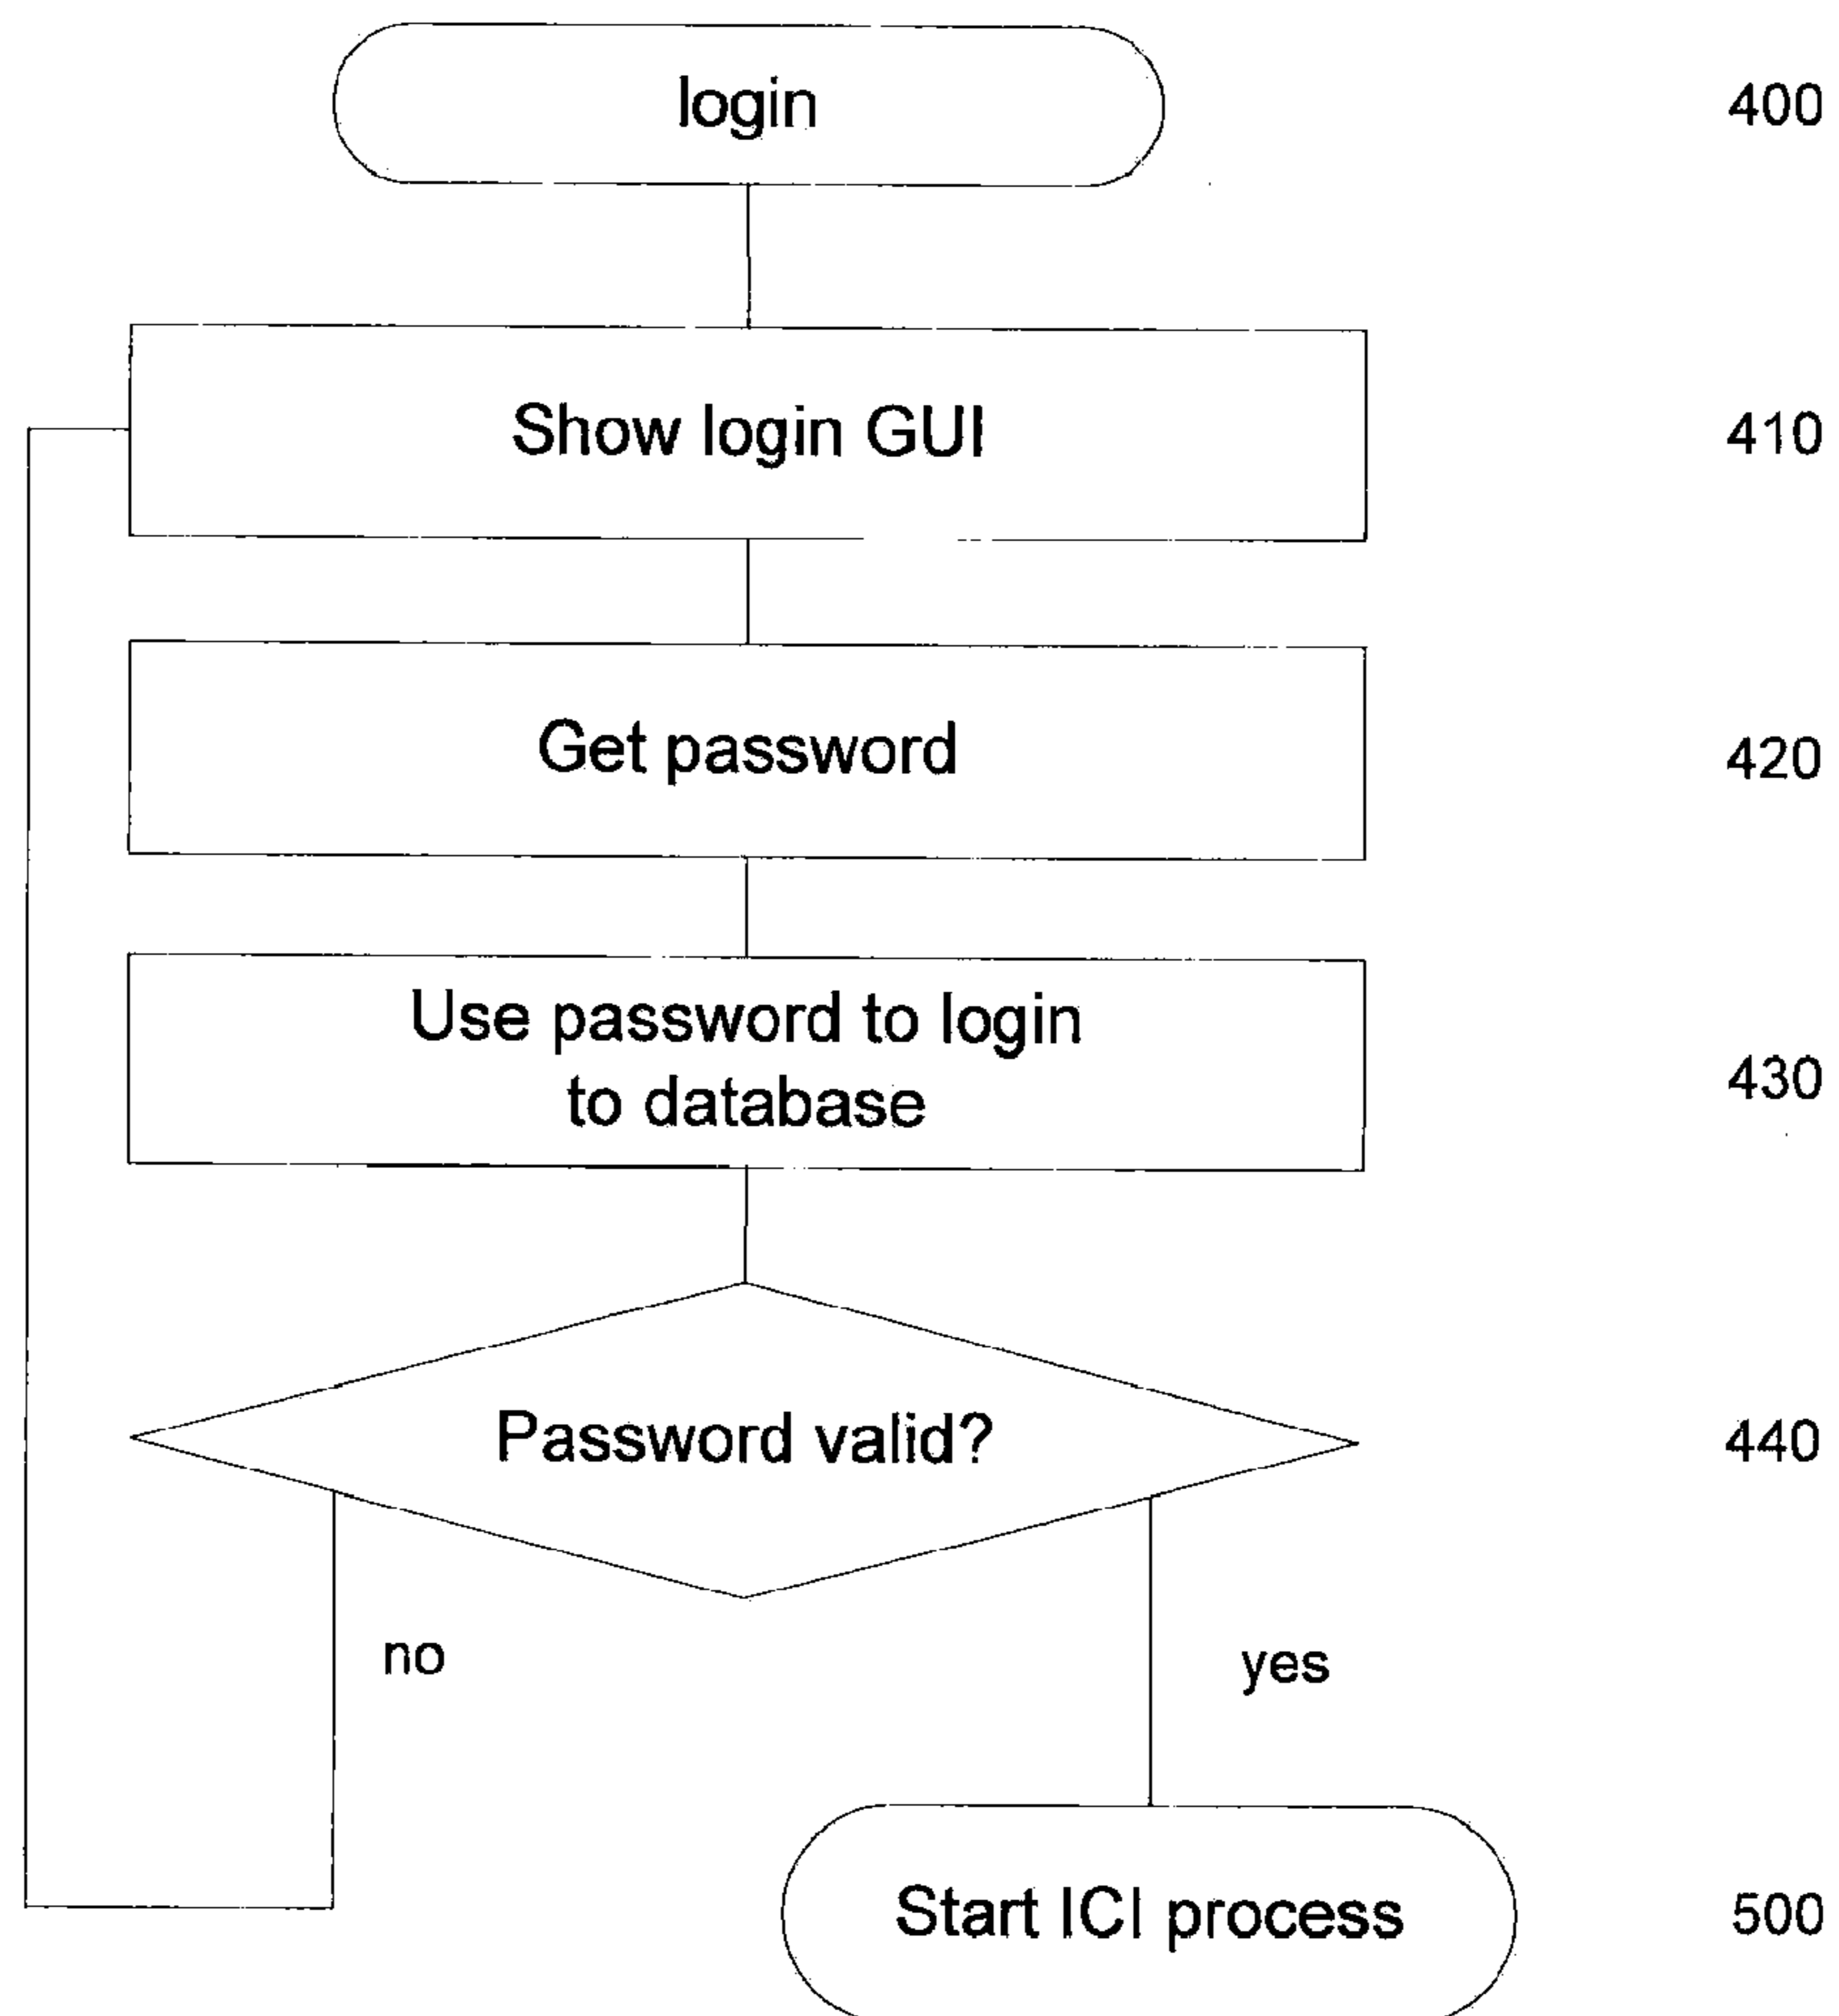 login
400
Show login GUI
410
Get password
420
Use password to login
to database
430
Password valid?
440
no
yes
Start ICI process
500